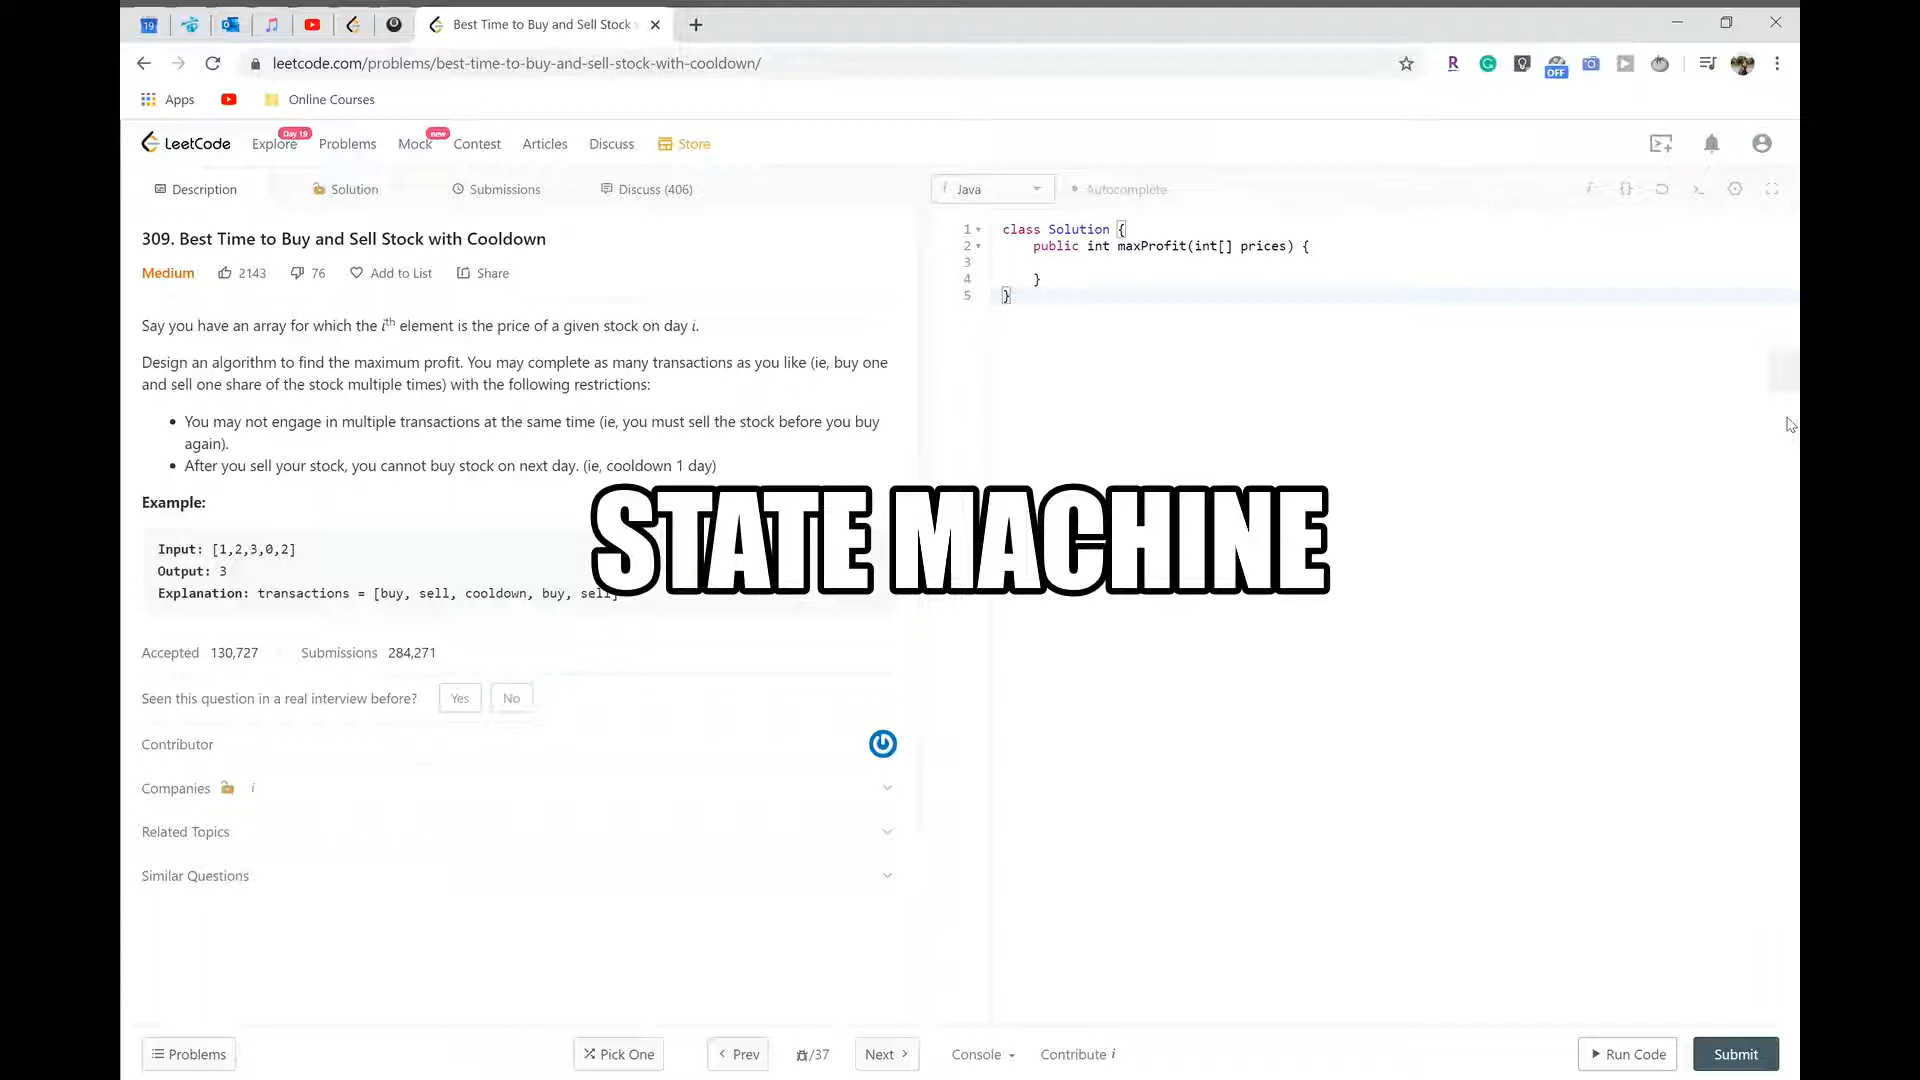 19
Best Time to Buy and Sell Stock
leetcode.com/problems/best-time-to-buy-and-sell-stock-with-cooldown/
R
OFF
Apps
Online Courses
LeetCode
Explore
Day 19
Problems
Mock
new
Contest
Articles
Discuss
Store
Description
Solution
Submissions
Discuss (406)
i Java
Autocomplete
309. Best Time to Buy and Sell Stock with Cooldown
Medium 2143 76 Add to List Share
Say you have an array for which the ith element is the price of a given stock on day i.
Design an algorithm to find the maximum profit. You may complete as many transactions as you like (ie, buy one
and sell one share of the stock multiple times) with the following restrictions:
• You may not engage in multiple transactions at the same time (ie, you must sell the stock before you buy
again).
• After you sell your stock, you cannot buy stock on next day. (ie, cooldown 1 day)
Example:
Input: [1,2,3,0,2]
Output: 3
Explanation: transactions = [buy, sell, cooldown, buy, sell]
STATE MACHINE
Accepted 130,727 Submissions 284,271
Seen this question in a real interview before? Yes No
Contributor
Companies i
Related Topics
Similar Questions
1 class Solution {
2 public int maxProfit(int[] prices) {
3
4 }
5 }
Problems
Pick One
Prev
/37
Next
Console
Contribute i
Run Code
Submit